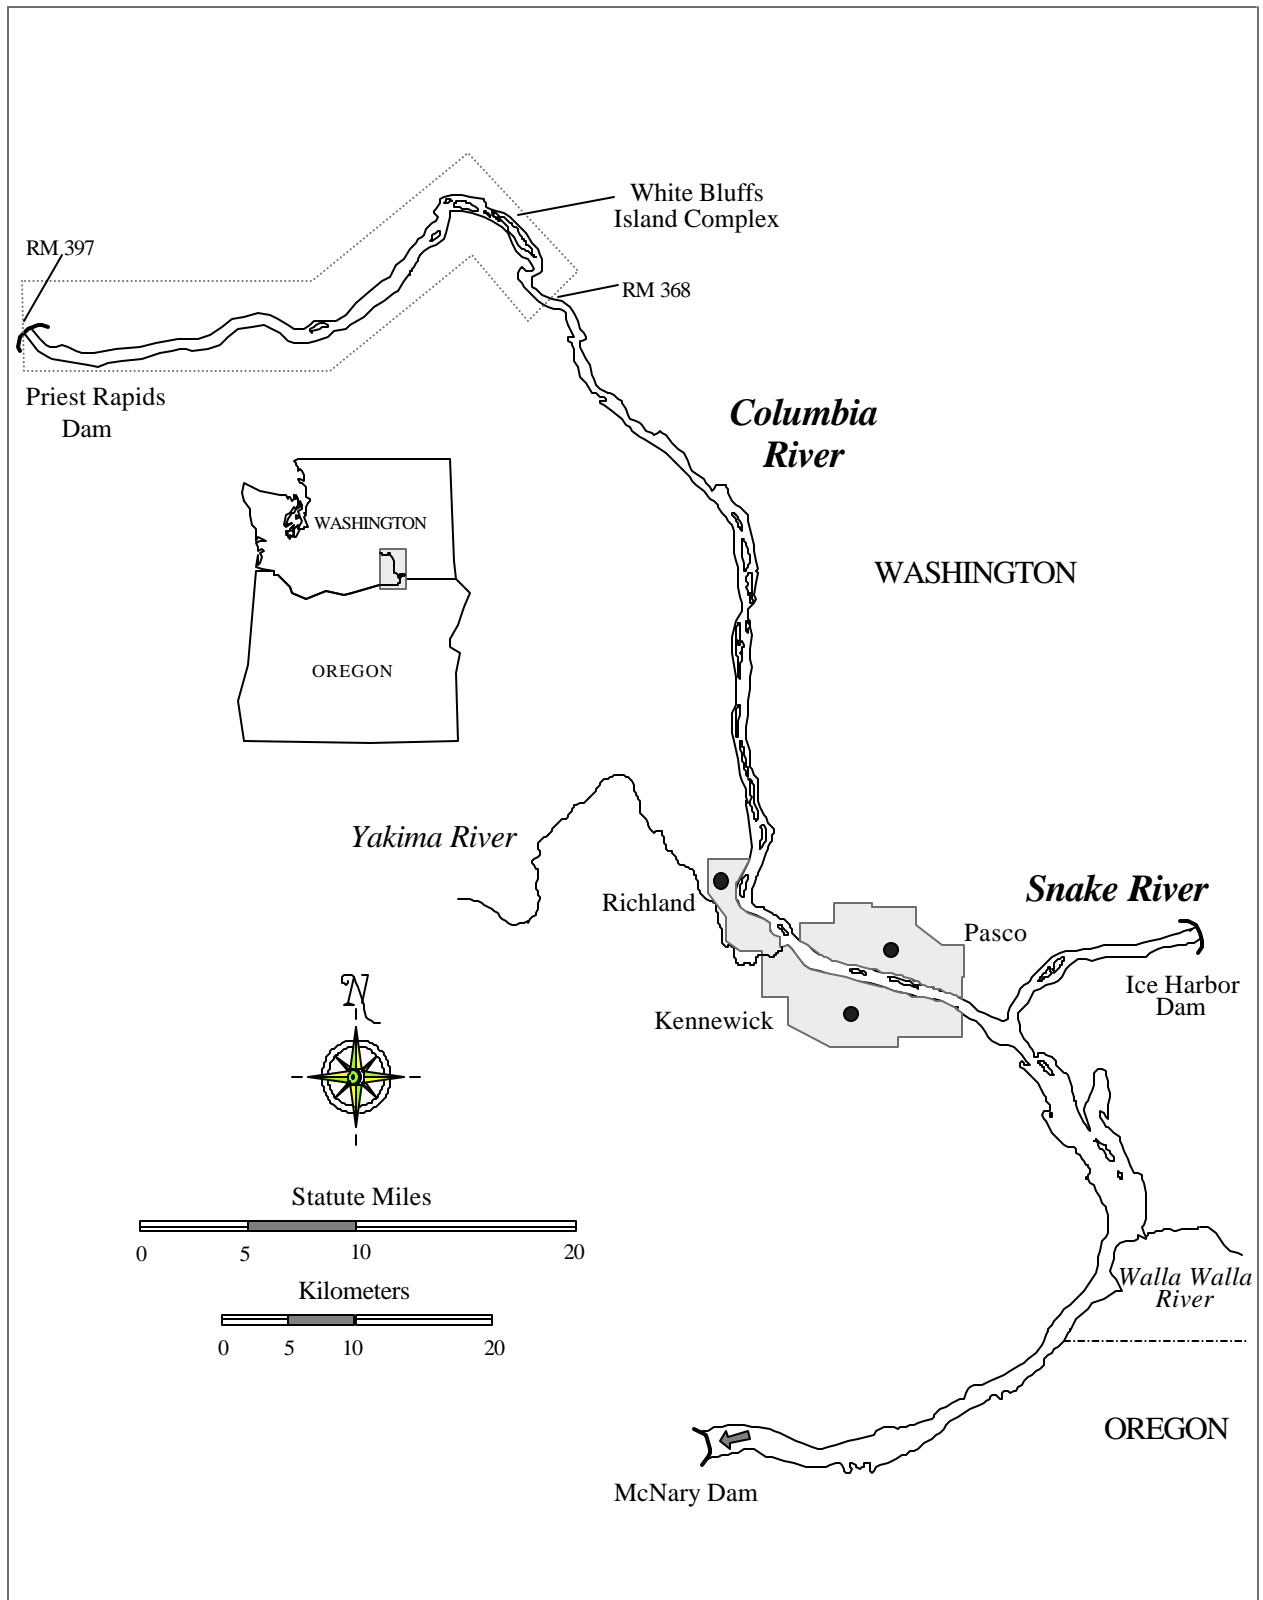 White Bluffs
Island Complex
RM 397
RM 368
Priest Rapids
Dam
Columbia
River
WASHINGTON
WASHINGTON
OREGON
Yakima River
Richland
Snake River
Pasco
Ice Harbor
Dam
Kennewick
N
Statute Miles
0 5 10 20
Kilometers
0 5 10 20
Walla Walla
River
OREGON
McNary Dam